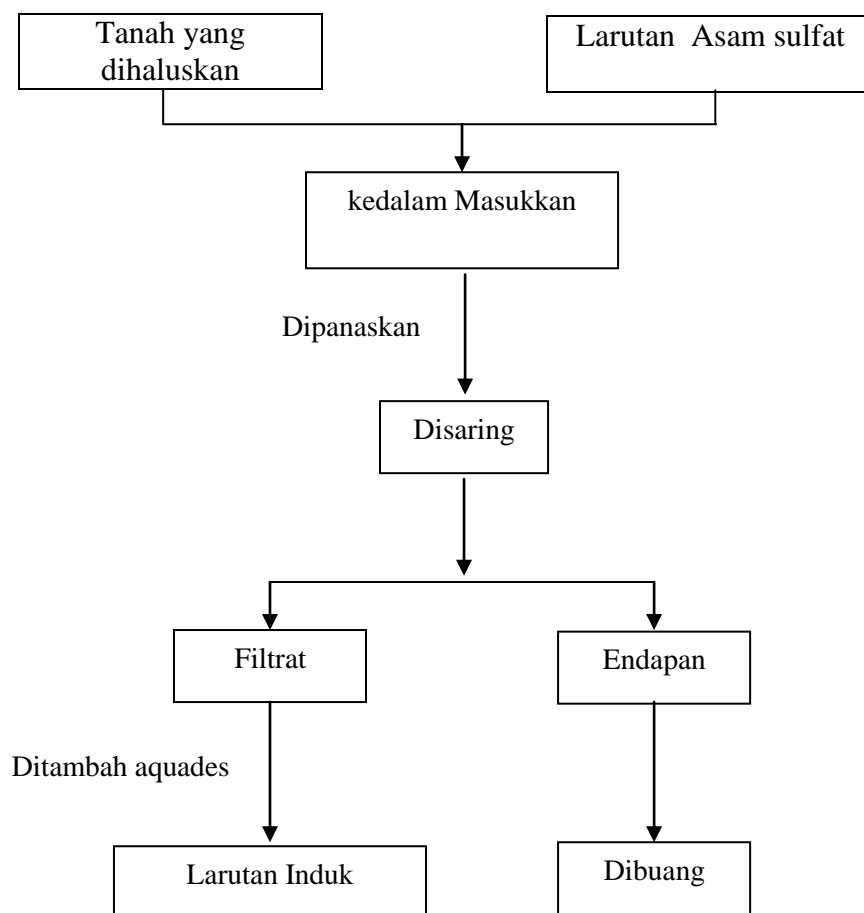 Tanah yang
dihaluskan
Larutan Asam sulfat
kedalam Masukkan
Dipanaskan
Disaring
Filtrat
Endapan
Ditambah aquades
Larutan Induk
Dibuang